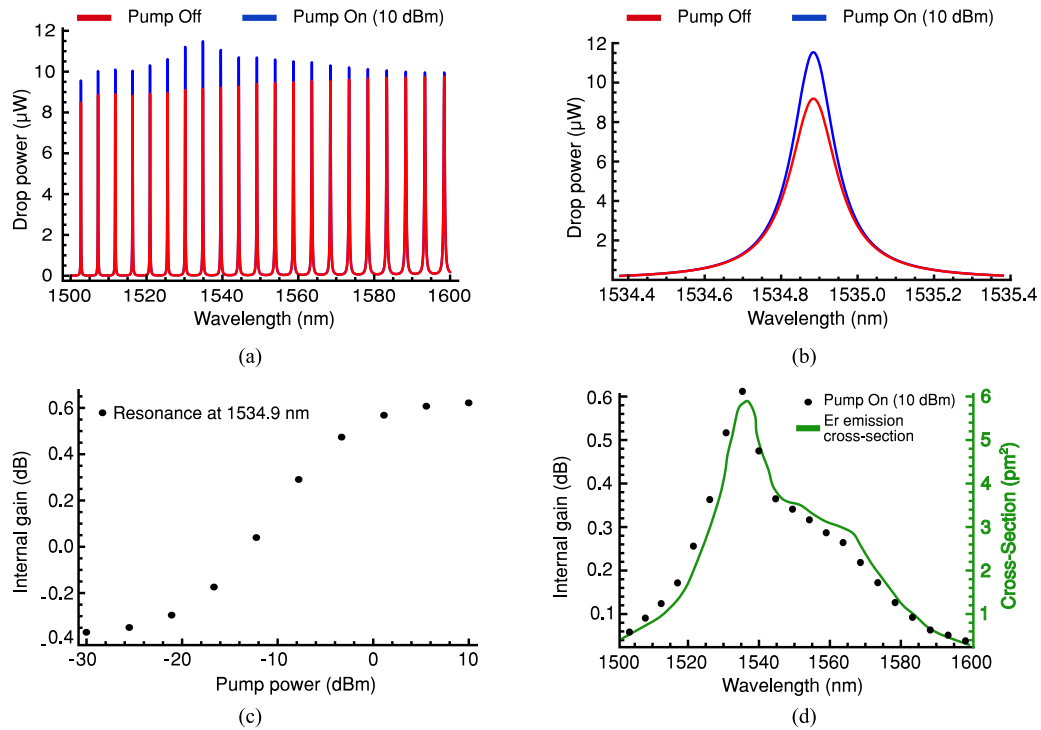 Pump Off Pump On (10 dBm)
12
10
8
6
4
2
0
Drop power (µW)
1500 1520 1540 1560 1580 1600
Wavelength (nm)
(a)
Pump Off Pump On (10 dBm)
12
10
8
6
4
2
Drop power (µW)
1534.4 1534.6 1534.8 1535.0 1535.2 1535.4
Wavelength (nm)
(b)
Resonance at 1534.9 nm
0.6
0.4
0.2
0.0
-0.2
0.4
Internal gain (dB)
-30 -20 -10 0 10
Pump power (dBm)
(c)
Pump On (10 dBm)
Er emission
cross-section
0.6
0.5
0.4
0.3
0.2
0.1
Internal gain (dB)
6
5
4
3
2
1
Cross-Section (pm²)
1500 1520 1540 1560 1580 1600
Wavelength (nm)
(d)